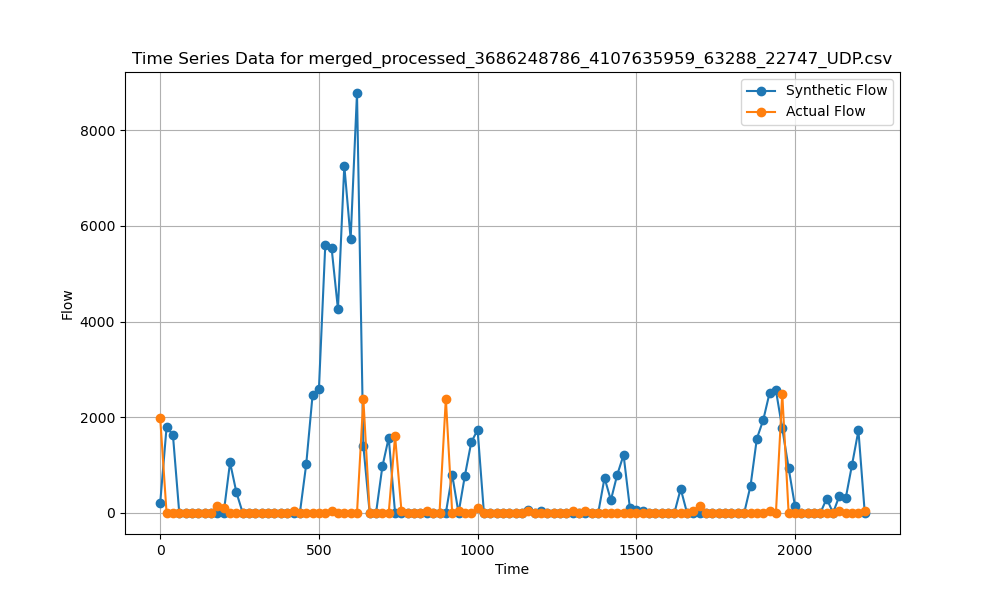 Time Series Data for merged_processed_3686248786_4107635959_63288_22747_UDP.csv
Synthetic Flow
Actual Flow
8000
6000
4000
2000
0
Flow
0 500 1000 1500 2000
Time